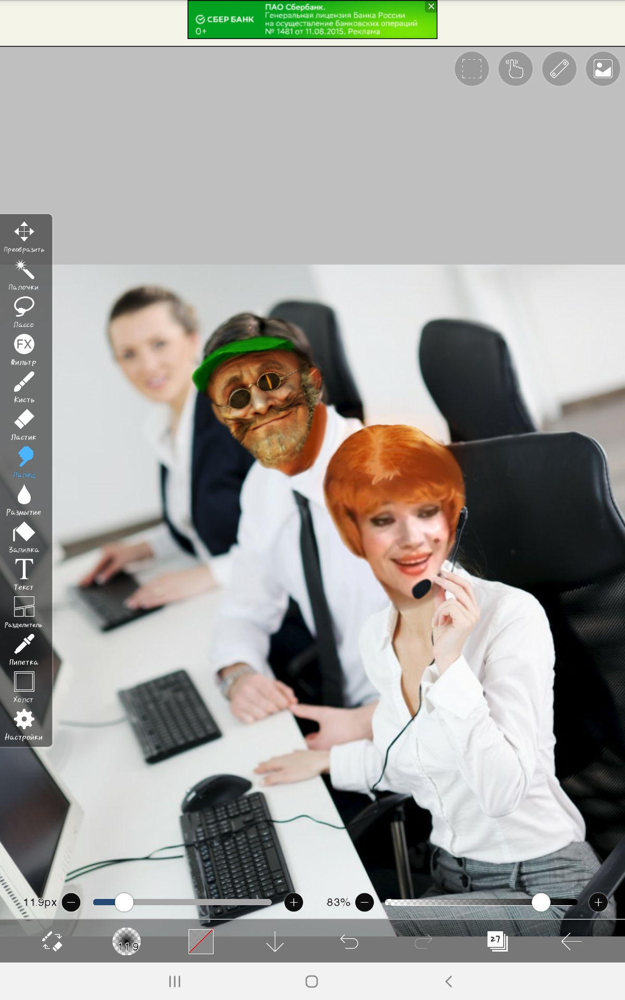 ПАО Сбербанк.
Генеральная лицензия Банка России
на осуществление банковских операций
№ 1481 от 11.08.2015. Реклама
СБЕР БАНК
0+
Преобразить
Палочки
Лассо
FX
Фильтр
Кисть
Ластик
Палец
Размытие
Заливка
T
Текст
Разделитель
Пипетка
Холст
Настройки
11.9px
83%
11.9
27